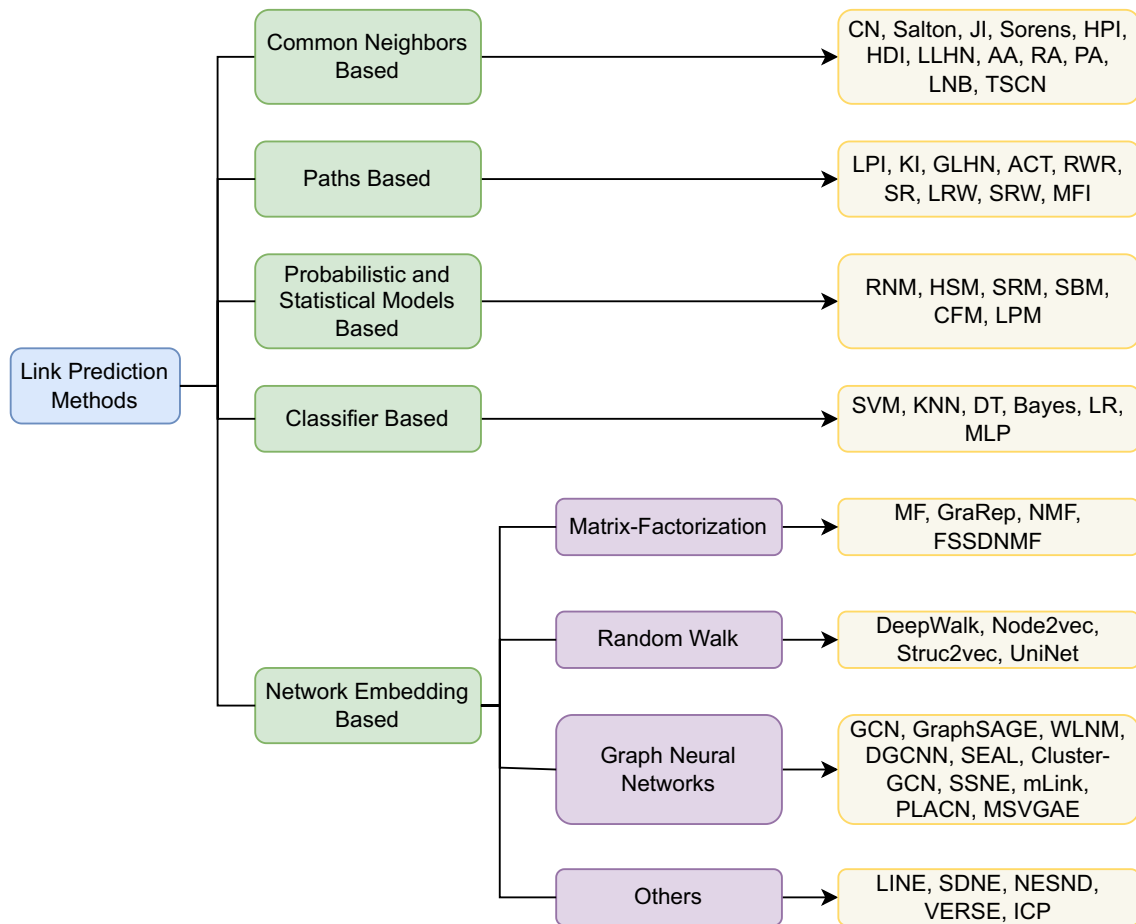 Common Neighbors
Based
CN, Salton, JI, Sorens, HPI,
HDI, LLHN, AA, RA, PA,
LNB, TSCN
Paths Based
LPI, KI, GLHN, ACT, RWR,
SR, LRW, SRW, MFI
Probabilistic and
Statistical Models
Based
RNM, HSM, SRM, SBM,
CFM, LPM
Link Prediction
Methods
Classifier Based
SVM, KNN, DT, Bayes, LR,
MLP
Network Embedding
Based
Matrix-Factorization
MF, GraRep, NMF,
FSSDNMF
Random Walk
DeepWalk, Node2vec,
Struc2vec, UniNet
Graph Neural
Networks
GCN, GraphSAGE, WLNM,
DGCNN, SEAL, Cluster-
GCN, SSNE, mLink,
PLACN, MSVGAE
Others
LINE, SDNE, NESND,
VERSE, ICP